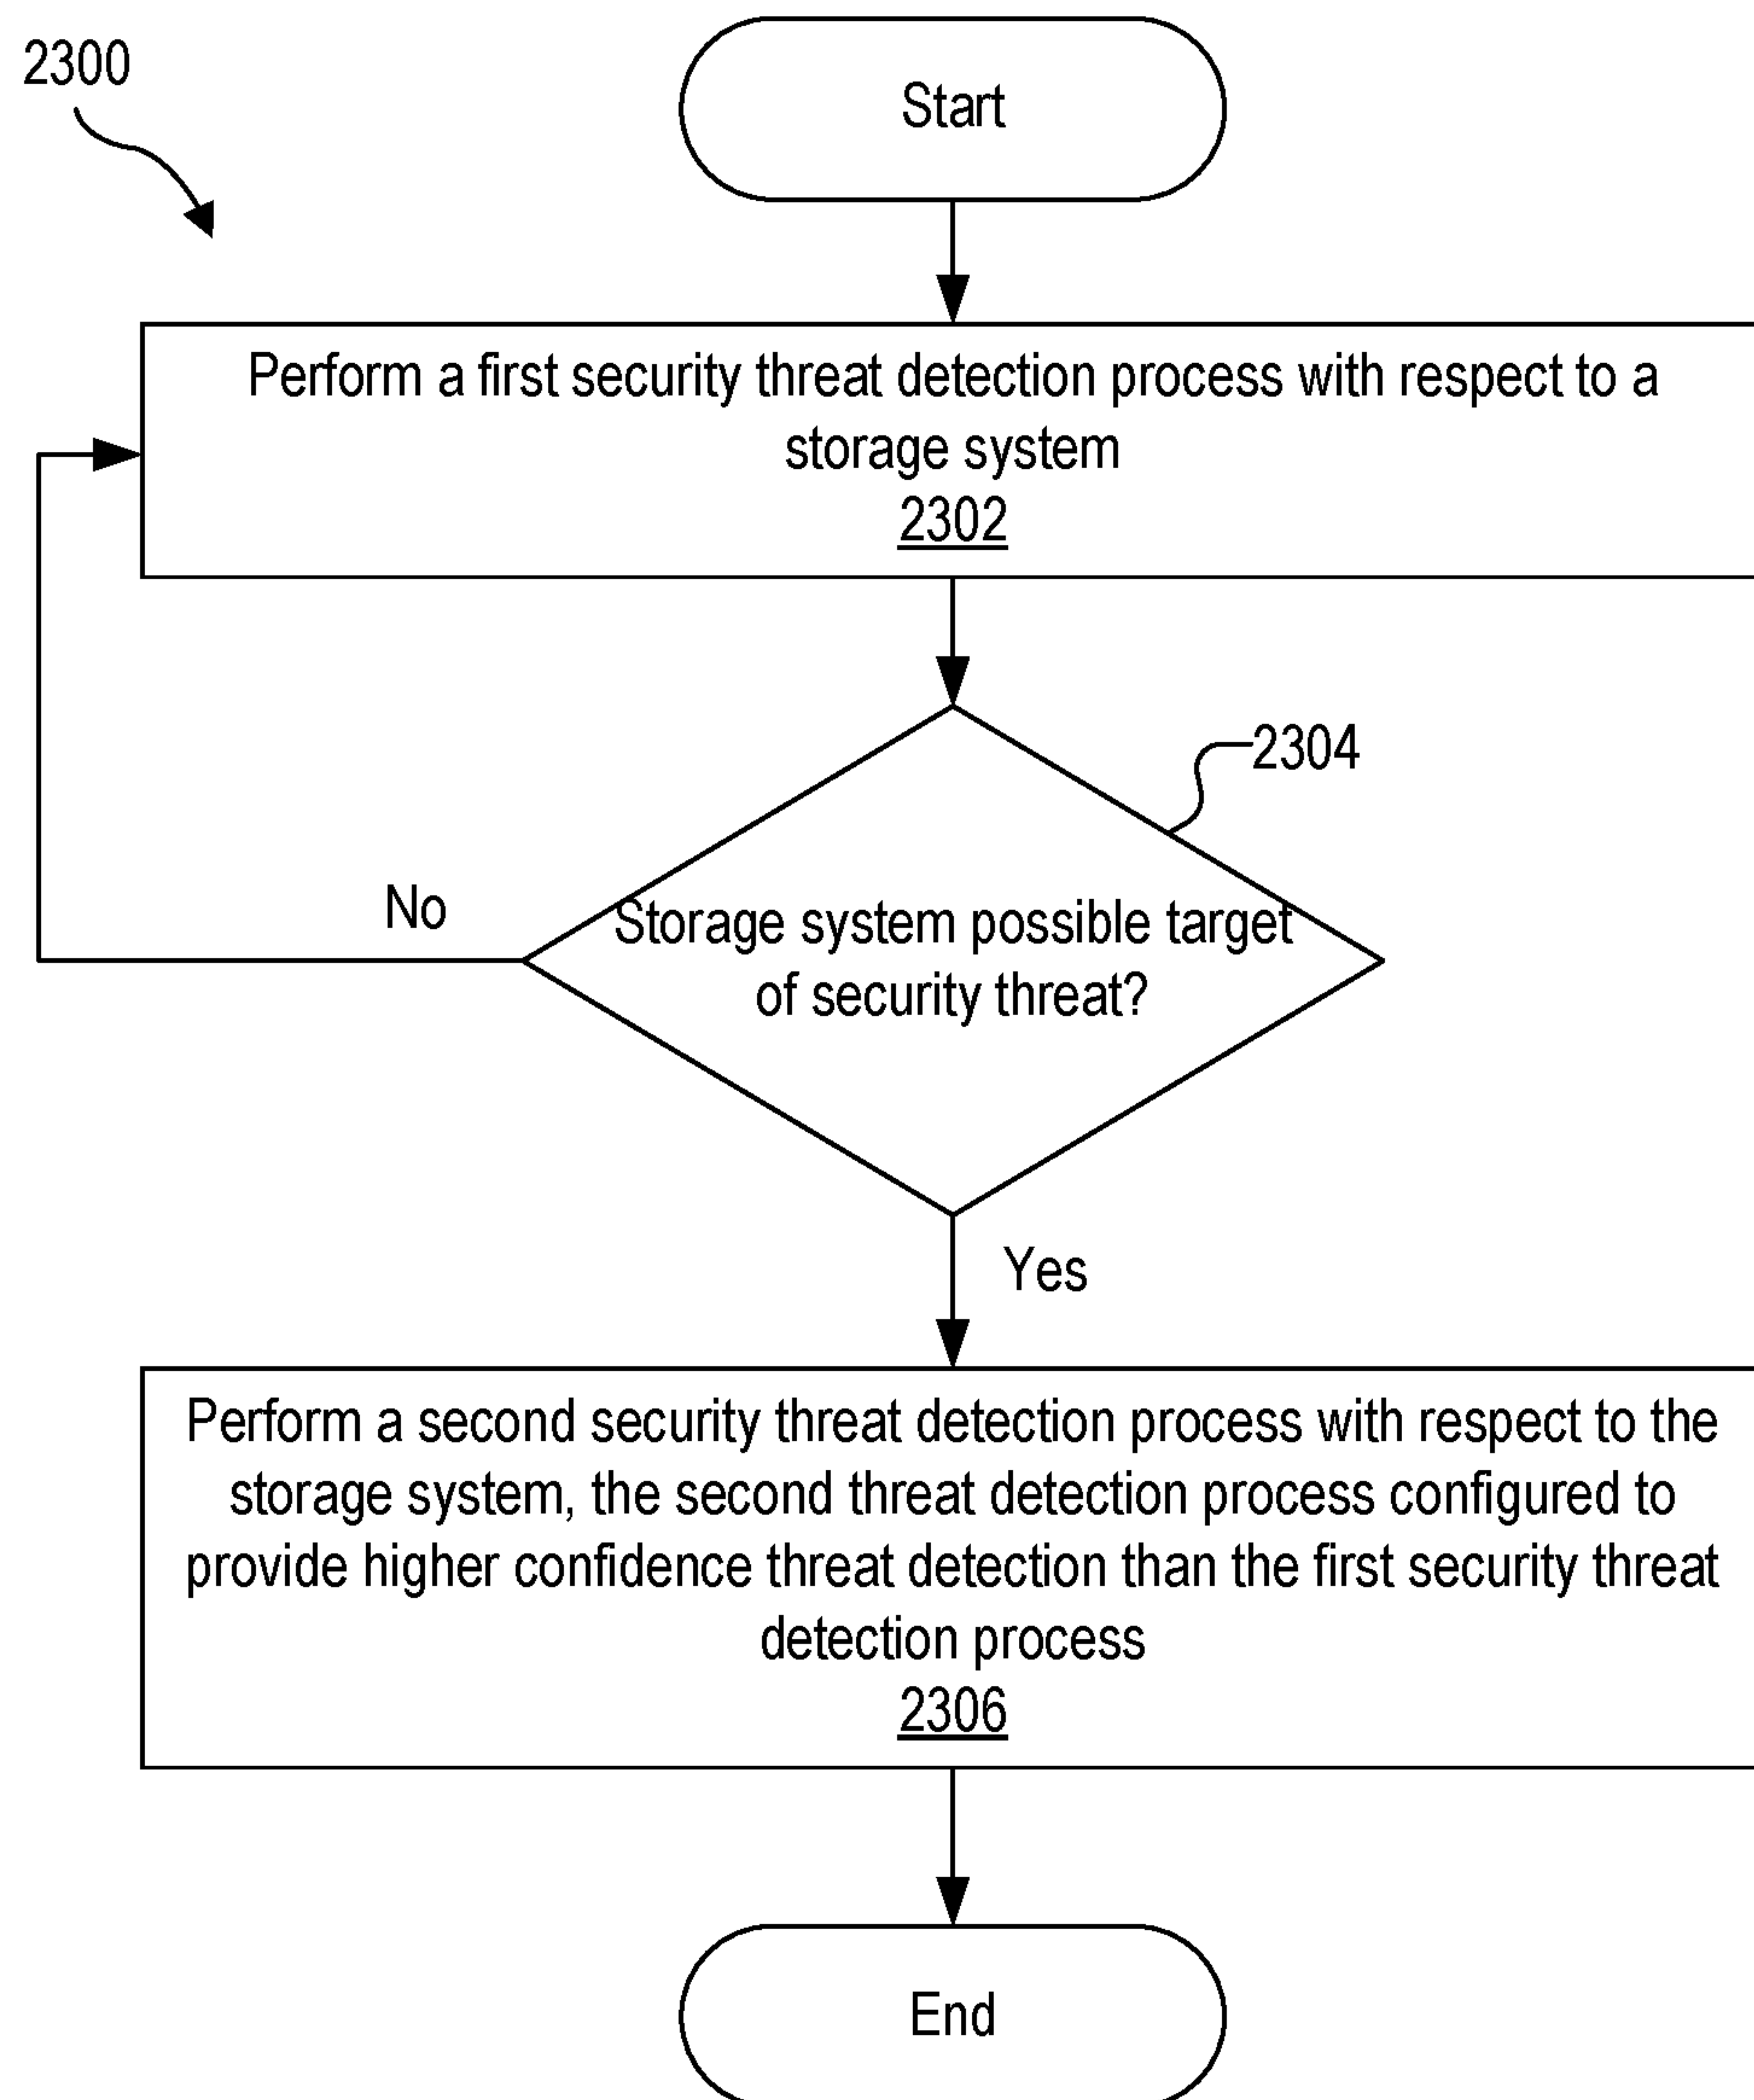 2300
Start
Perform a first security threat detection process with respect to a
storage system
2302
2304
No
Storage system possible target
of security threat?
Yes
Perform a second security threat detection process with respect to the
storage system, the second threat detection process configured to
provide higher confidence threat detection than the first security threat
detection process
2306
End